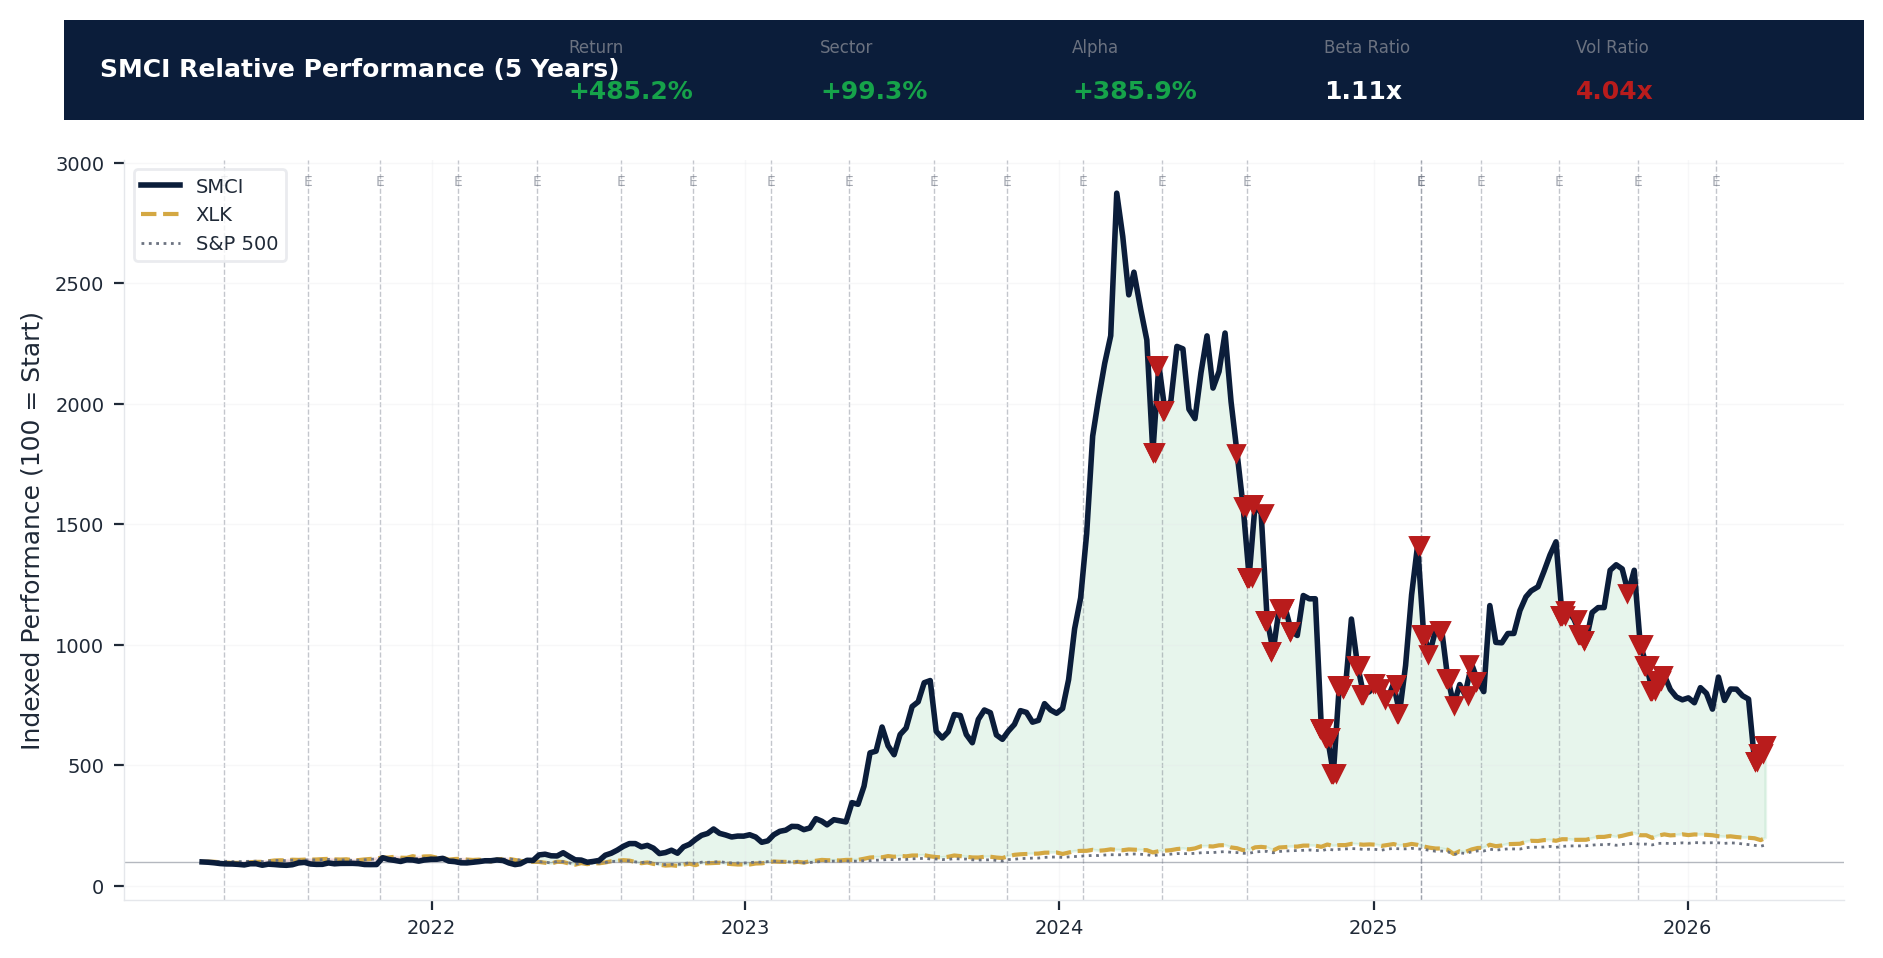 SMCI Relative Performance (5 Years)
Return
+485.2%
Sector
+99.3%
Alpha
+385.9%
Beta Ratio
1.11x
Vol Ratio
4.04x
Indexed Performance (100 = Start)
3000
2500
2000
1500
1000
500
0
SMCI
XLK
S&P 500
E E E E E E E E E E E E E E E E E E
2022 2023 2024 2025 2026